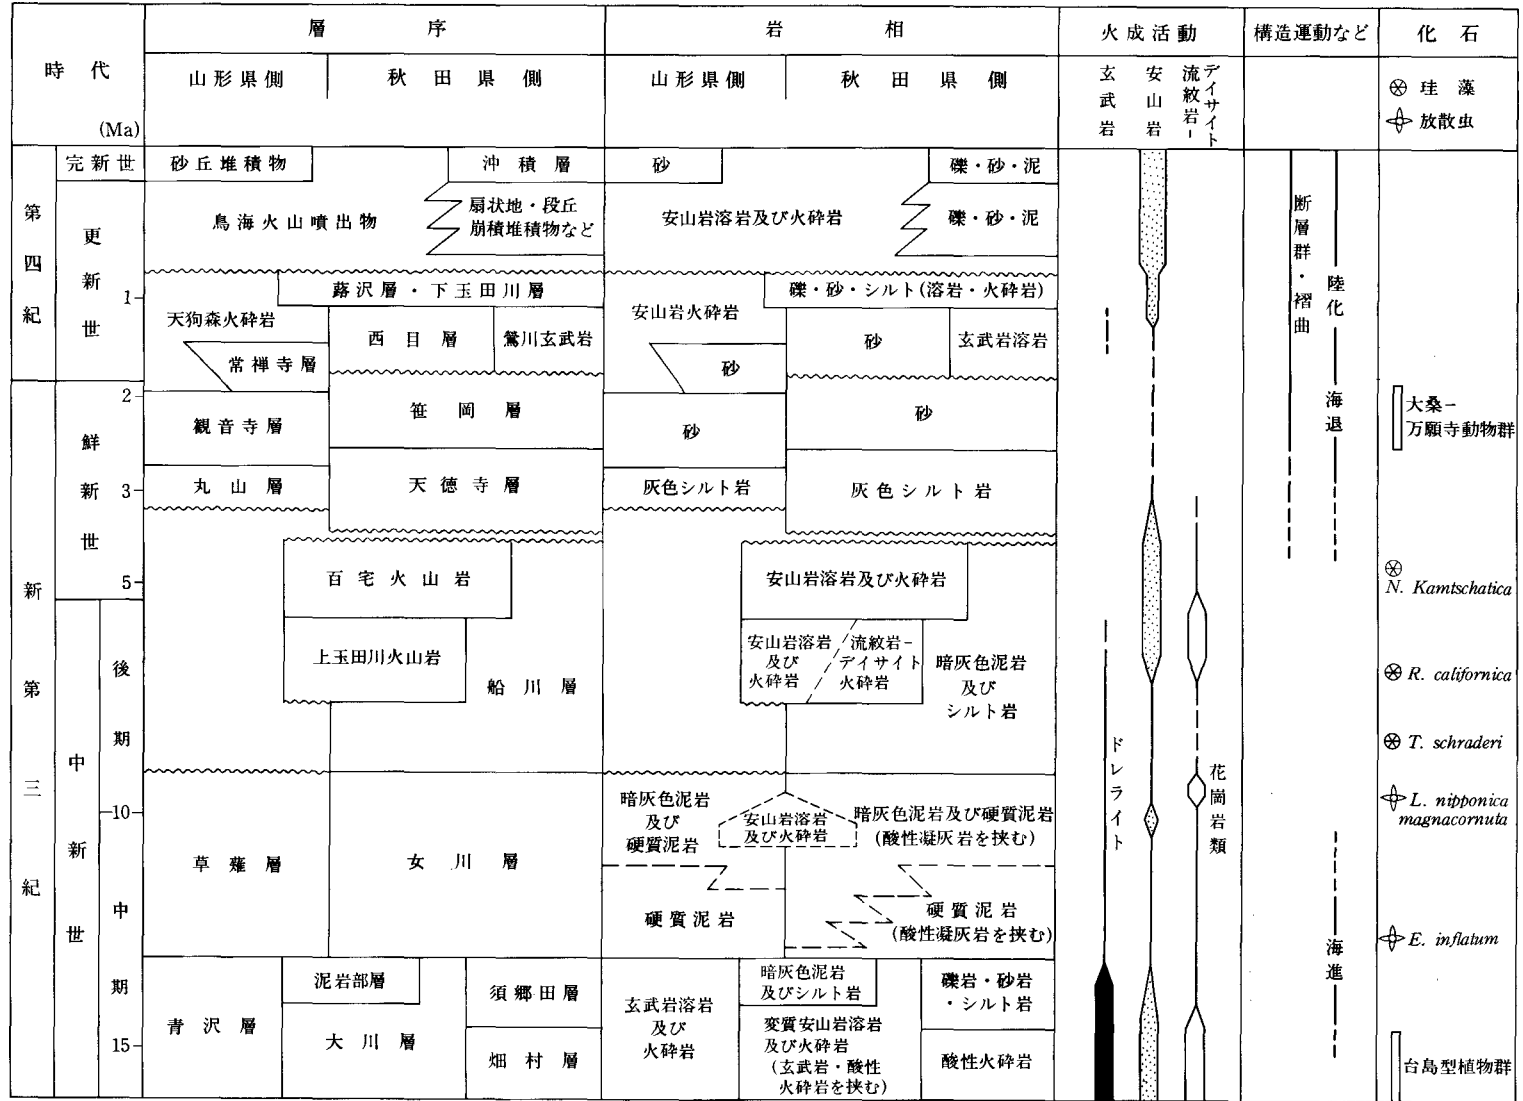 時代
(Ma)
層序
山形県側
秋田県側
岩相
山形県側
秋田県側
火成活動
玄武岩
安山岩
流紋岩-
デイサイト
構造運動など
化石
珪藻
放散虫
第四紀
完新世
更新世
1
砂丘堆積物
沖積層
鳥海火山噴出物
扇状地・段丘
崩積堆積物など
蕗沢層・下玉田川層
天狗森火砕岩
西目層
鶯川玄武岩
常禅寺層
砂
礫・砂・泥
安山岩溶岩及び火砕岩
礫・砂・泥
礫・砂・シルト(溶岩・火砕岩)
安山岩火砕岩
砂
玄武岩溶岩
砂
新第三紀
鮮新世
2
3
5
観音寺層
笹岡層
丸山層
天徳寺層
百宅火山岩
砂
砂
灰色シルト岩
灰色シルト岩
安山岩溶岩及び火砕岩
中新世
後期
中期
10
15
上玉田川火山岩
船川層
草薙層
女川層
青沢層
泥岩部層
大川層
須郷田層
畑村層
安山岩溶岩
及び
火砕岩
流紋岩-
デイサイト
火砕岩
暗灰色泥岩
及び
シルト岩
暗灰色泥岩
及び
硬質泥岩
安山岩溶岩
及び火砕岩
暗灰色泥岩及び硬質泥岩
(酸性凝灰岩を挟む)
硬質泥岩
硬質泥岩
(酸性凝灰岩を挟む)
玄武岩溶岩
及び
火砕岩
暗灰色泥岩
及びシルト岩
変質安山岩溶岩
及び火砕岩
(玄武岩・酸性
火砕岩を挟む)
礫岩・砂岩
・シルト岩
酸性火砕岩
ドレライト
花崗岩類
断層群・褶曲
陸化
海退
海進
大桑-
万願寺動物群
N. Kamtschatica
R. californica
T. schraderi
L. nipponica
magnacornuta
E. inflatum
台島型植物群